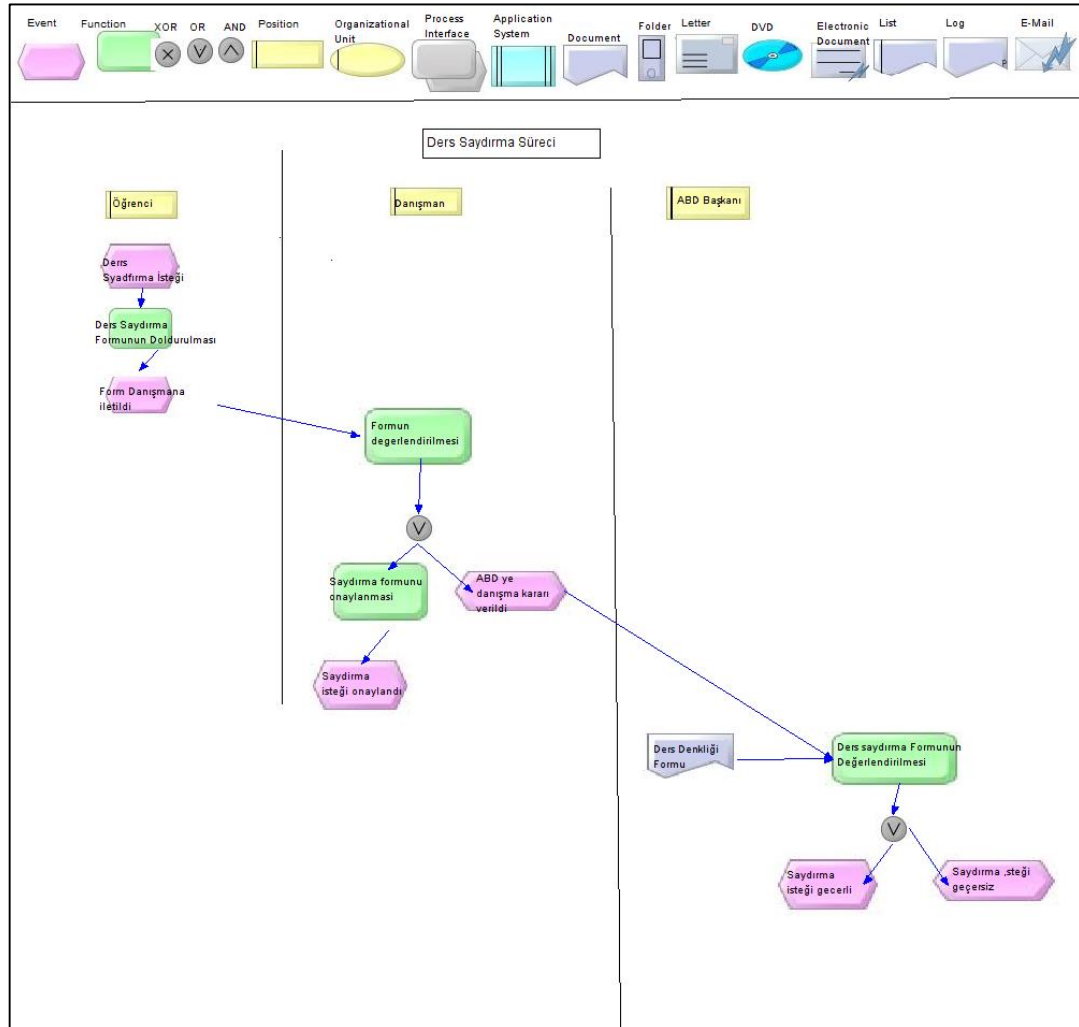 Event
Function
XOR
OR
AND
Position
Organizational
Unit
Process
Interface
Application
System
Document
Folder
Letter
DVD
Electronic
Document
List
Log
E-Mail
P
Ders Saydırma Süreci
Öğrenci
Danışman
ABD Başkanı
Derrs
Syadfırma İsteği
Ders Saydırma
Formunun Doldurulması
Form Danışmana
iletildi
Formun
degerlendirilmesi
Saydırma formunu
onaylanması
ABD ye
danışma kararı
verildi
Saydirma
isteği onaylandı
Ders Denkliği
Formu
Ders saydırma Formunun
Değerlendirilmesi
Saydırma
isteği gecerli
Saydırma ,steği
geçersiz